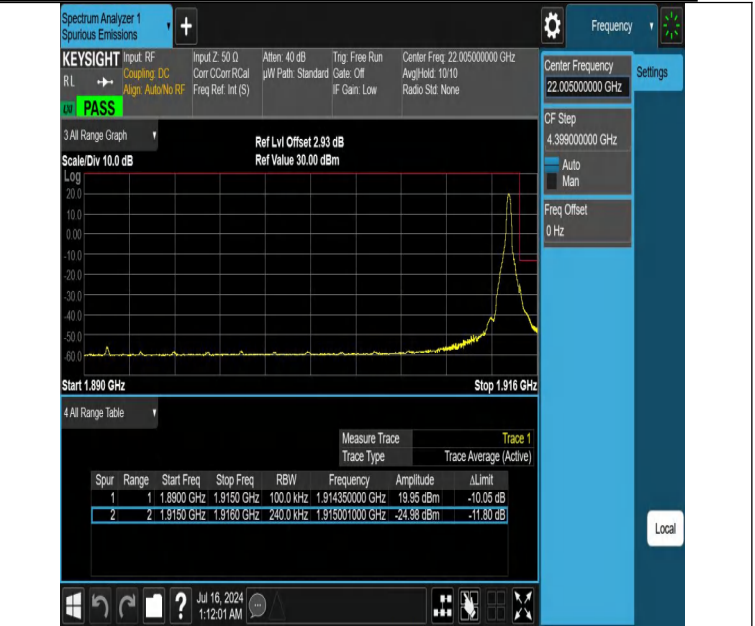 Spectrum Analyzer 1
Spurious Emissions
+
Frequency
KEYSIGHT Input: RF Input Z: 50 Ω Atten: 40 dB Trig: Free Run Center Freq: 22.005000000 GHz
RL Coupling: DC Corr CCorr RCal µW Path: Standard Gate: Off Avg|Hold: 10/10
Align: Auto/No RF Freq Ref: Int (S) IF Gain: Low Radio Std: None
PASS
Center Frequency
22.005000000 GHz
Settings
CF Step
4.399000000 GHz
Auto
Man
Freq Offset
0 Hz
3 All Range Graph
Ref Lvl Offset 2.93 dB
Scale/Div 10.0 dB Ref Value 30.00 dBm
Log
20.0
10.0
0.00
-10.0
-20.0
-30.0
-40.0
-50.0
-60.0
Start 1.890 GHz Stop 1.916 GHz
4 All Range Table
Measure Trace Trace 1
Trace Type Trace Average (Active)
Spur Range Start Freq Stop Freq RBW Frequency Amplitude ΔLimit
1 1 1.8900 GHz 1.9150 GHz 100.0 kHz 1.914350000 GHz 19.95 dBm -10.05 dB
2 2 1.9150 GHz 1.9160 GHz 240.0 kHz 1.915001000 GHz -24.98 dBm -11.80 dB
Local
?
Jul 16, 2024
1:12:01 AM